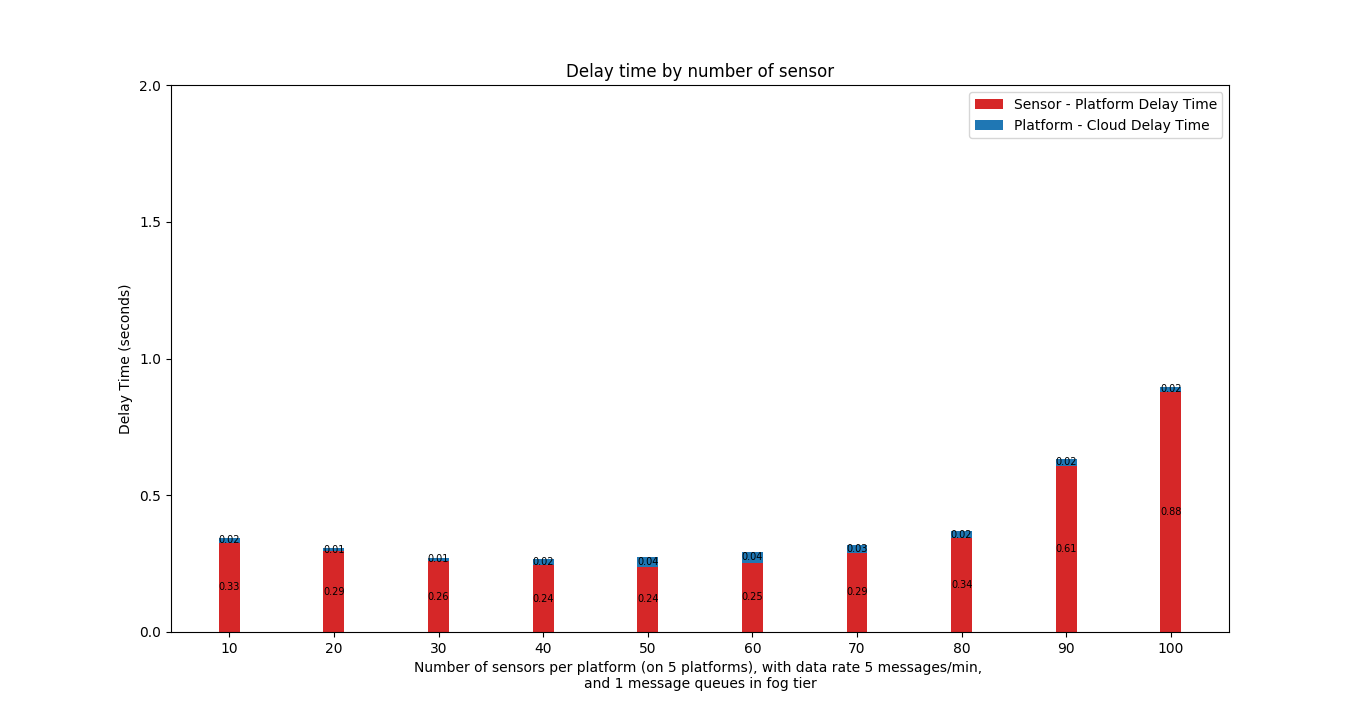 Delay time by number of sensor
Sensor - Platform Delay Time
Platform - Cloud Delay Time
Delay Time (seconds)
2.0
1.5
1.0
0.5
0.0
0.02 0.01 0.01 0.02 0.04 0.04 0.03 0.02 0.02 0.02
0.33 0.29 0.26 0.24 0.24 0.25 0.29 0.34 0.61 0.88
10 20 30 40 50 60 70 80 90 100
Number of sensors per platform (on 5 platforms), with data rate 5 messages/min,
and 1 message queues in fog tier